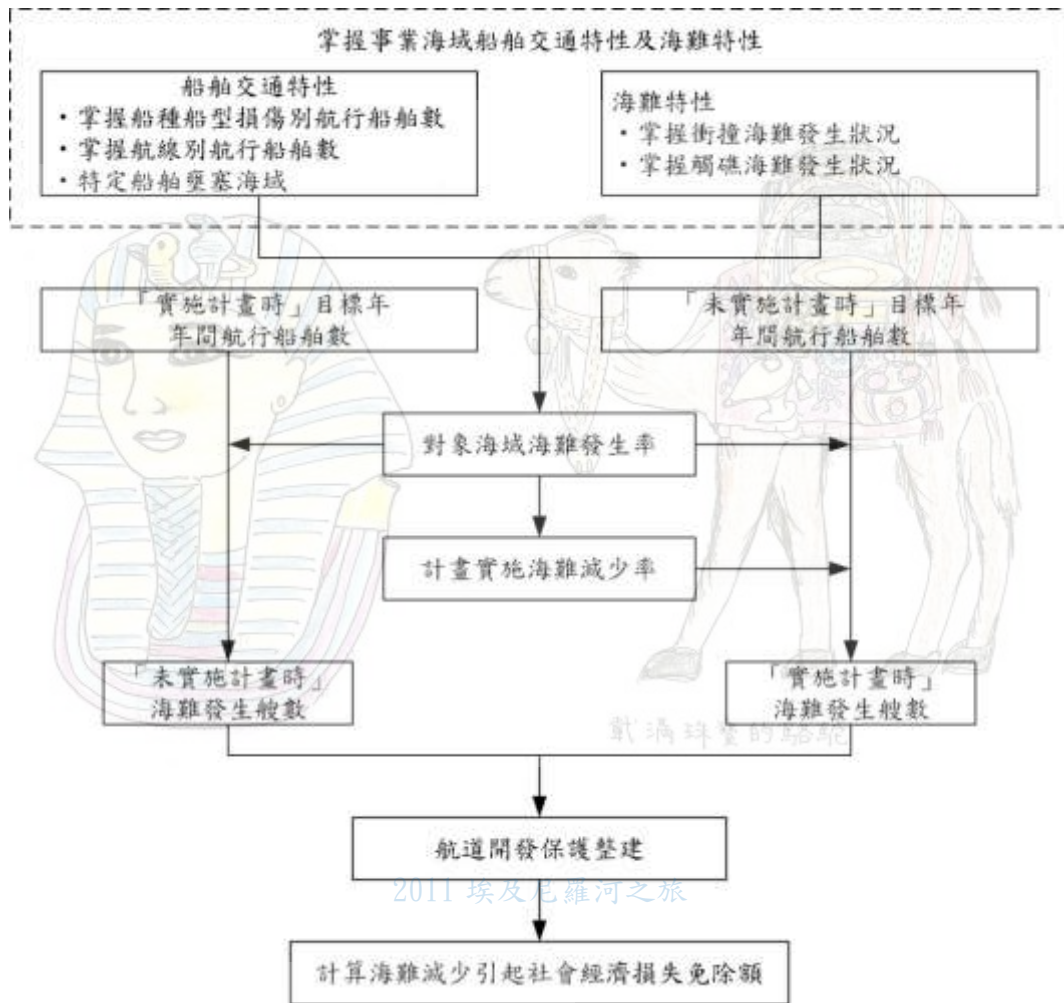 掌握事業海域船舶交通特性及海難特性
船舶交通特性
・掌握船種船型損傷別航行船舶數
・掌握航線別航行船舶數
・特定船舶壅塞海域
海難特性
・掌握衝撞海難發生狀況
・掌握觸礁海難發生狀況
「實施計畫時」目標年
年間航行船舶數
「未實施計畫時」目標年
年間航行船舶數
對象海域海難發生率
計畫實施海難減少率
「未實施計畫時」
海難發生艘數
「實施計畫時」
海難發生艘數
的駱駝
航道開發保護整建
2011 埃及尼羅河之旅
計算海難減少引起社會經濟損失免除額